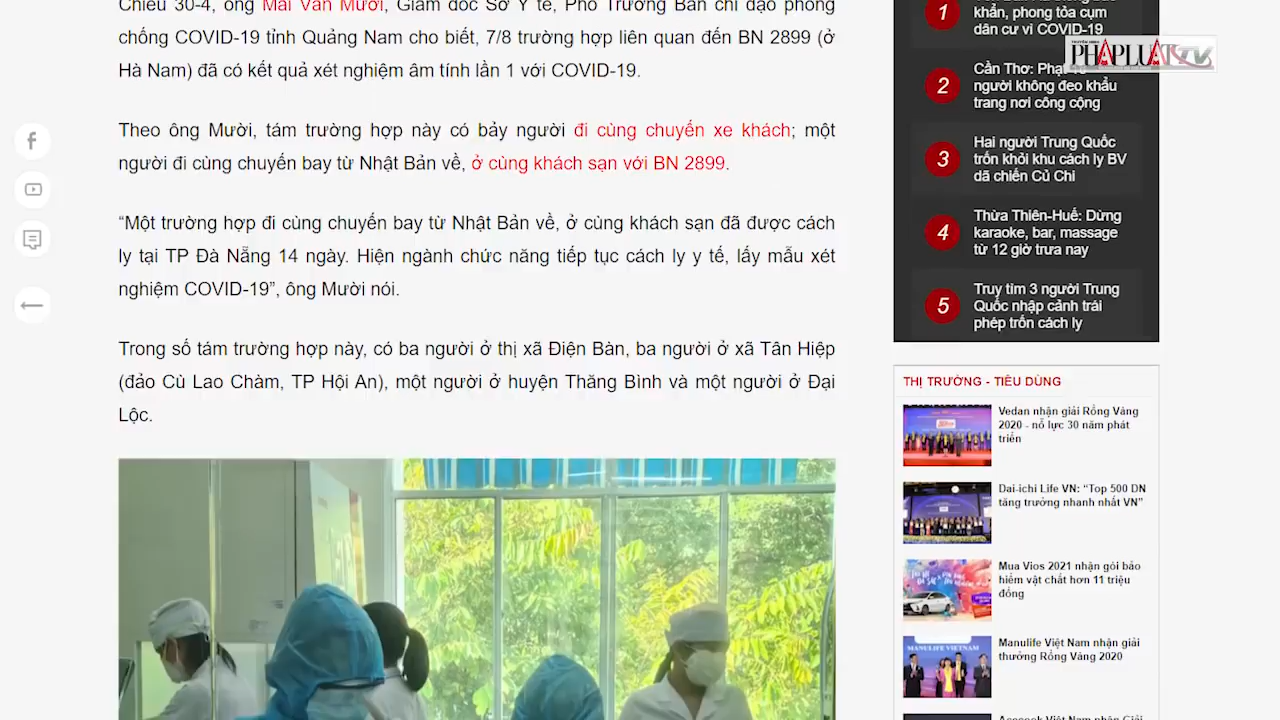 Chiều 30-4, ông Mai Văn Mười, Giám đốc Sở Y tế, Phó Trưởng Ban chỉ đạo phòng
chống COVID-19 tỉnh Quảng Nam cho biết, 7/8 trường hợp liên quan đến BN 2899 (ở
Hà Nam) đã có kết quả xét nghiệm âm tính lần 1 với COVID-19.
Theo ông Mười, tám trường hợp này có bảy người đi cùng chuyến xe khách; một
người đi cùng chuyến bay từ Nhật Bản về, ở cùng khách sạn với BN 2899.
“Một trường hợp đi cùng chuyến bay từ Nhật Bản về, ở cùng khách sạn đã được cách
ly tại TP Đà Nẵng 14 ngày. Hiện ngành chức năng tiếp tục cách ly y tế, lấy mẫu xét
nghiệm COVID-19”, ông Mười nói.
Trong số tám trường hợp này, có ba người ở thị xã Điện Bàn, ba người ở xã Tân Hiệp
(đảo Cù Lao Chàm, TP Hội An), một người ở huyện Thăng Bình và một người ở Đại
Lộc.
1
khẩn, phong tỏa cụm
dân cư vì COVID-19
PHÁPLUẬT TV
2
Cần Thơ: Phạt
người không đeo khẩu
trang nơi công cộng
3
Hai người Trung Quốc
trốn khỏi khu cách ly BV
dã chiến Củ Chi
4
Thừa Thiên-Huế: Dừng
karaoke, bar, massage
từ 12 giờ trưa nay
5
Truy tìm 3 người Trung
Quốc nhập cảnh trái
phép trốn cách ly
THỊ TRƯỜNG - TIÊU DÙNG
Vedan nhận giải Rồng Vàng
2020 - nỗ lực 30 năm phát
triển
Dai-ichi Life VN: “Top 500 DN
tăng trưởng nhanh nhất VN”
Mua Vios 2021 nhận gói bảo
hiểm vật chất hơn 11 triệu
đồng
MANULIFE VIETNAM
Manulife Việt Nam nhận giải
thưởng Rồng Vàng 2020
Acecook Việt Nam nhận Giải